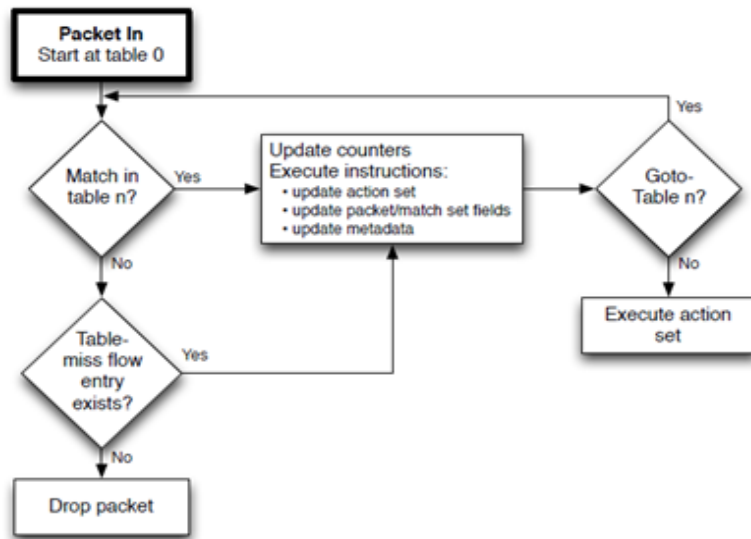 Packet In
Start at table 0
Yes
Match in
table n?
Yes
Update counters
Execute instructions:
• update action set
• update packet/match set fields
• update metadata
Goto-
Table n?
No
No
Execute action
set
Table-
miss flow
entry
exists?
Yes
No
Drop packet